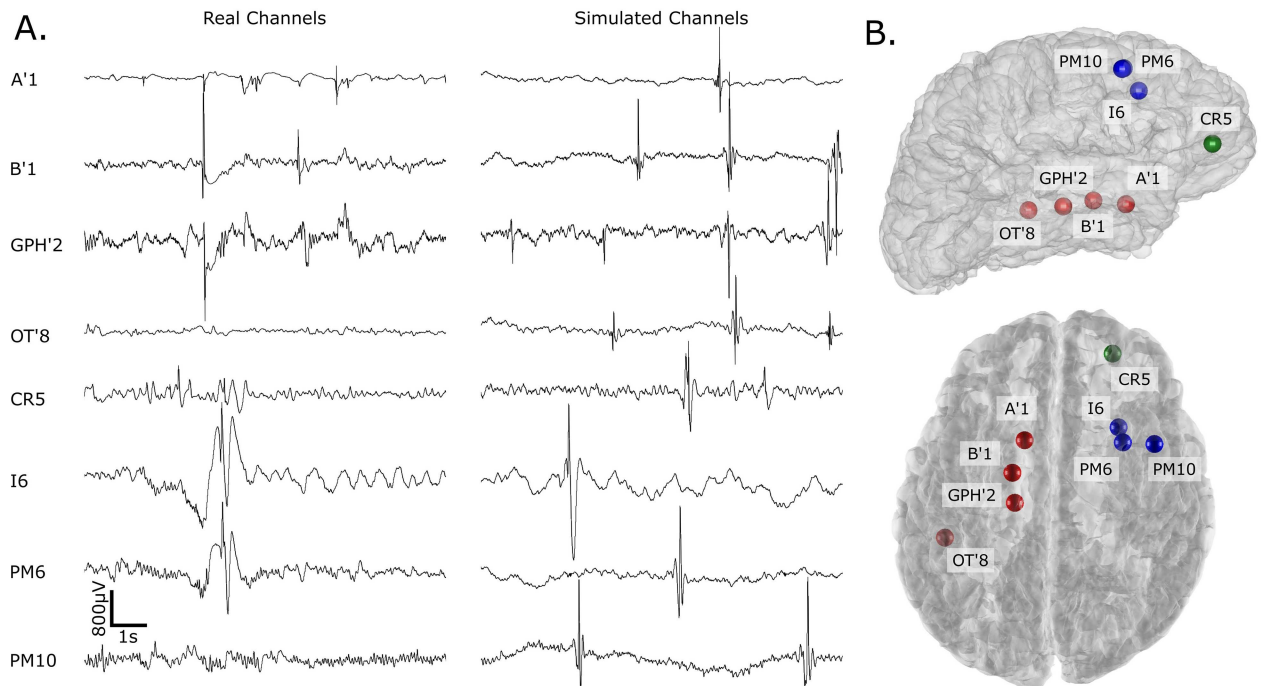 A.
Real Channels
Simulated Channels
A'1
B'1
GPH'2
OT'8
CR5
I6
PM6
PM10
800µV
1s
B.
PM10
PM6
I6
CR5
GPH'2
A'1
OT'8
B'1
CR5
I6
A'1
B'1
PM6
PM10
GPH'2
OT'8